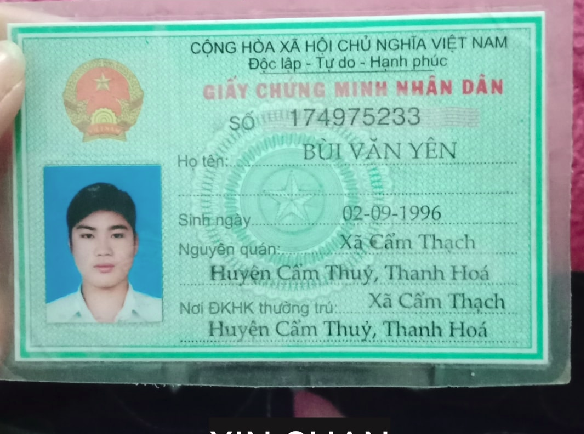 CỘNG HÒA XÃ HỘI CHỦ NGHĨA VIỆT NAM
Độc lập - Tự do - Hạnh phúc
GIẤY CHỨNG MINH NHÂN DÂN
SỐ 174975233
Họ tên: BÙI VĂN YÊN
Sinh ngày 02-09-1996
Nguyên quán: Xã Cẩm Thạch
Huyện Cẩm Thuỷ, Thanh Hoá
Nơi ĐKHK thường trú: Xã Cẩm Thạch
Huyện Cẩm Thuỷ, Thanh Hoá